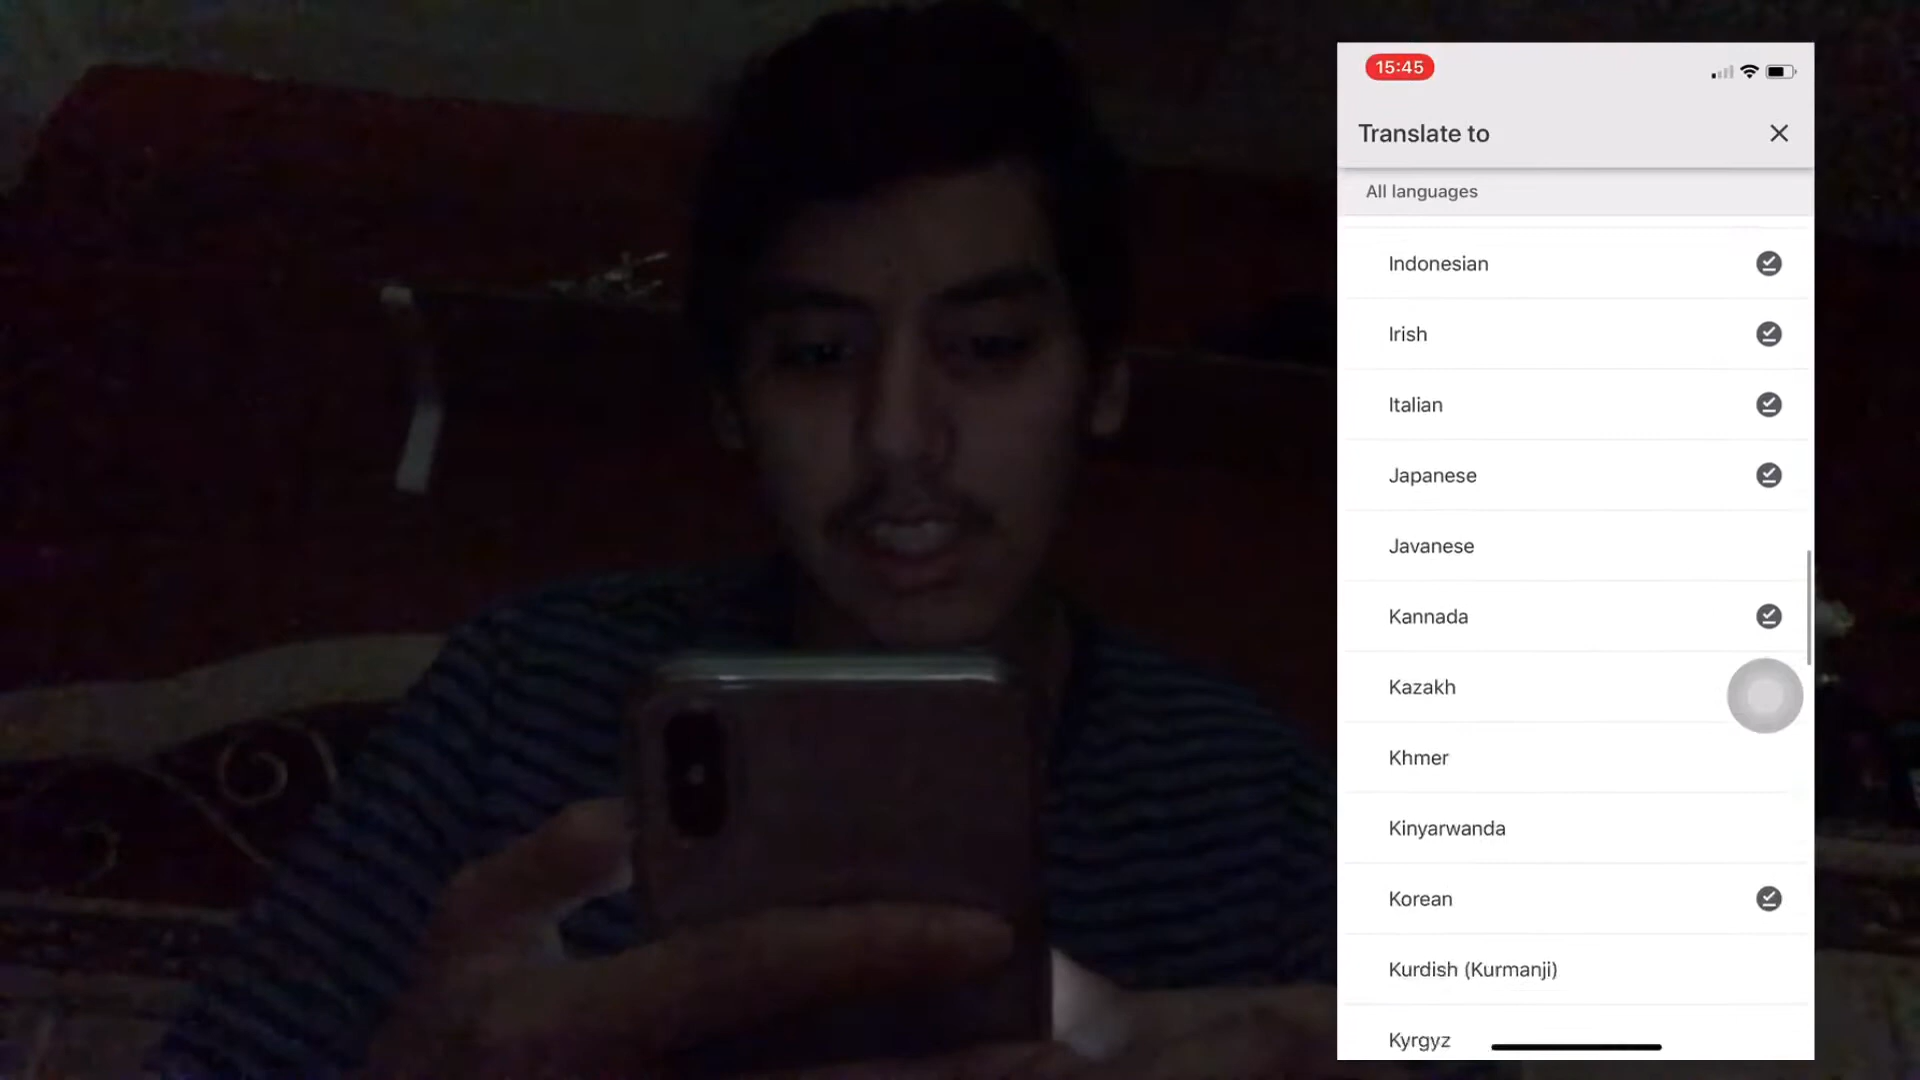 15:45
Translate to
All languages
Indonesian
Irish
Italian
Japanese
Javanese
Kannada
Kazakh
Khmer
Kinyarwanda
Korean
Kurdish (Kurmanji)
Kyrgyz